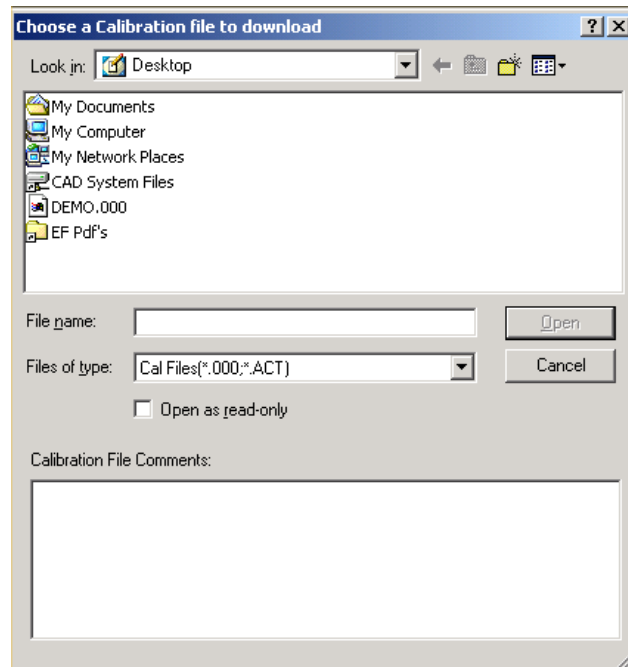 Choose a Calibration file to download
Look in: Desktop
My Documents
My Computer
My Network Places
CAD System Files
DEMO.000
EF Pdf's
File name: Open
Files of type: Cal Files(*.000;*.ACT) Cancel
Open as read-only
Calibration File Comments: